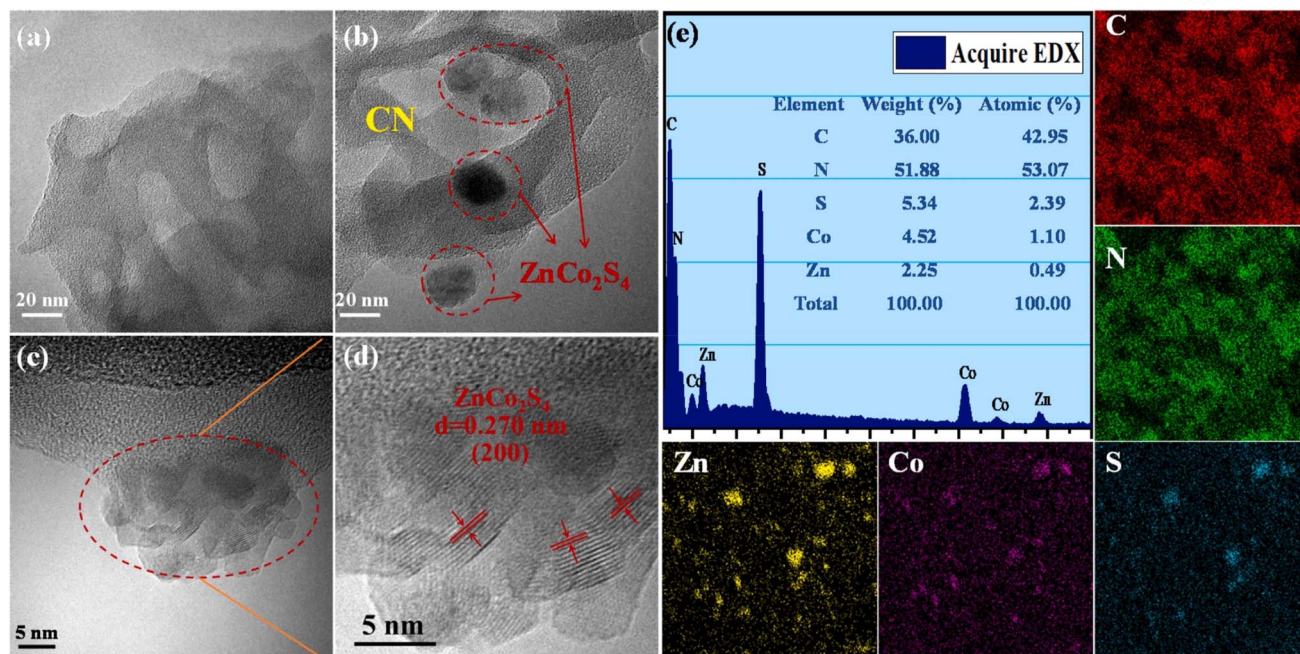 (a)
20 nm
(b)
CN
ZnCo₂S₄
20 nm
(c)
5 nm
(d)
ZnCo₂S₄
d=0.270 nm
(200)
5 nm
(e)
Acquire EDX
Element Weight (%) Atomic (%)
C 36.00 42.95
N 51.88 53.07
S 5.34 2.39
Co 4.52 1.10
Zn 2.25 0.49
Total 100.00 100.00
C
N
Co
Zn
S
Co
Co
Zn
C
N
Zn
Co
S